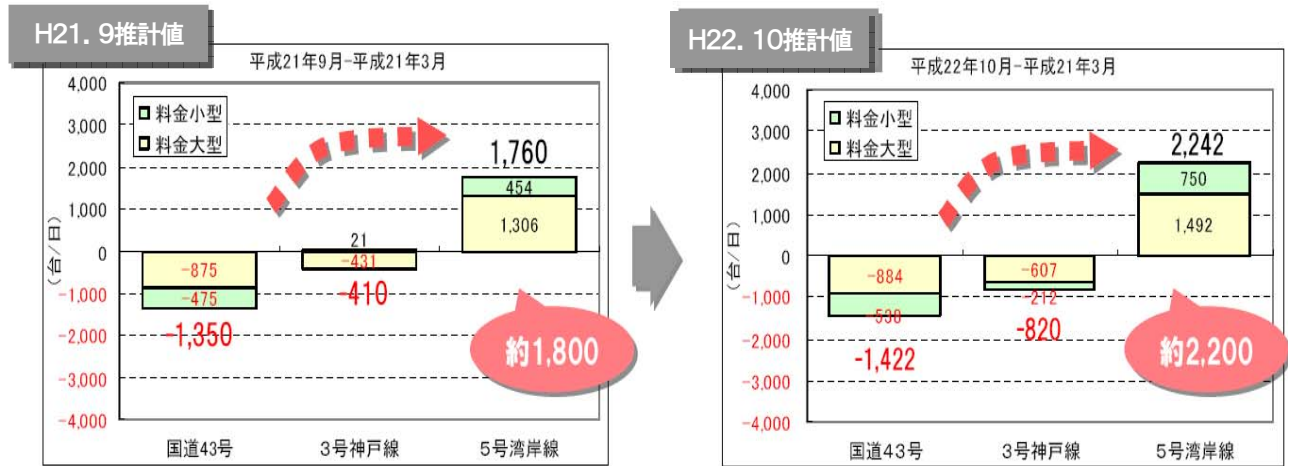 H21．9推計値
平成21年9月-平成21年3月
4,000
3,000
2,000
1,000
0
-1,000
-2,000
-3,000
-4,000
（台/日）
料金小型
料金大型
-875
-475
-1,350
21
-431
-410
1,760
454
1,306
約1,800
国道43号
3号神戸線
5号湾岸線
H22．10推計値
平成22年10月-平成21年3月
4,000
3,000
2,000
1,000
0
-1,000
-2,000
-3,000
-4,000
（台/日）
料金小型
料金大型
-884
-538
-1,422
-607
-212
-820
2,242
750
1,492
約2,200
国道43号
3号神戸線
5号湾岸線